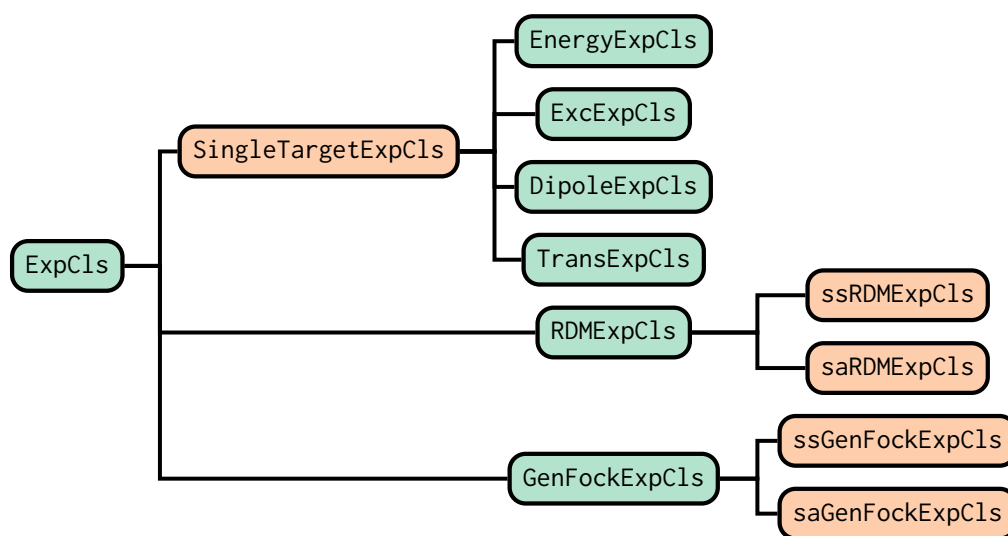 EnergyExpCls
ExcExpCls
SingleTargetExpCls
DipoleExpCls
TransExpCls
ExpCls
ssRDMExpCls
RDMExpCls
saRDMExpCls
ssGenFockExpCls
GenFockExpCls
saGenFockExpCls